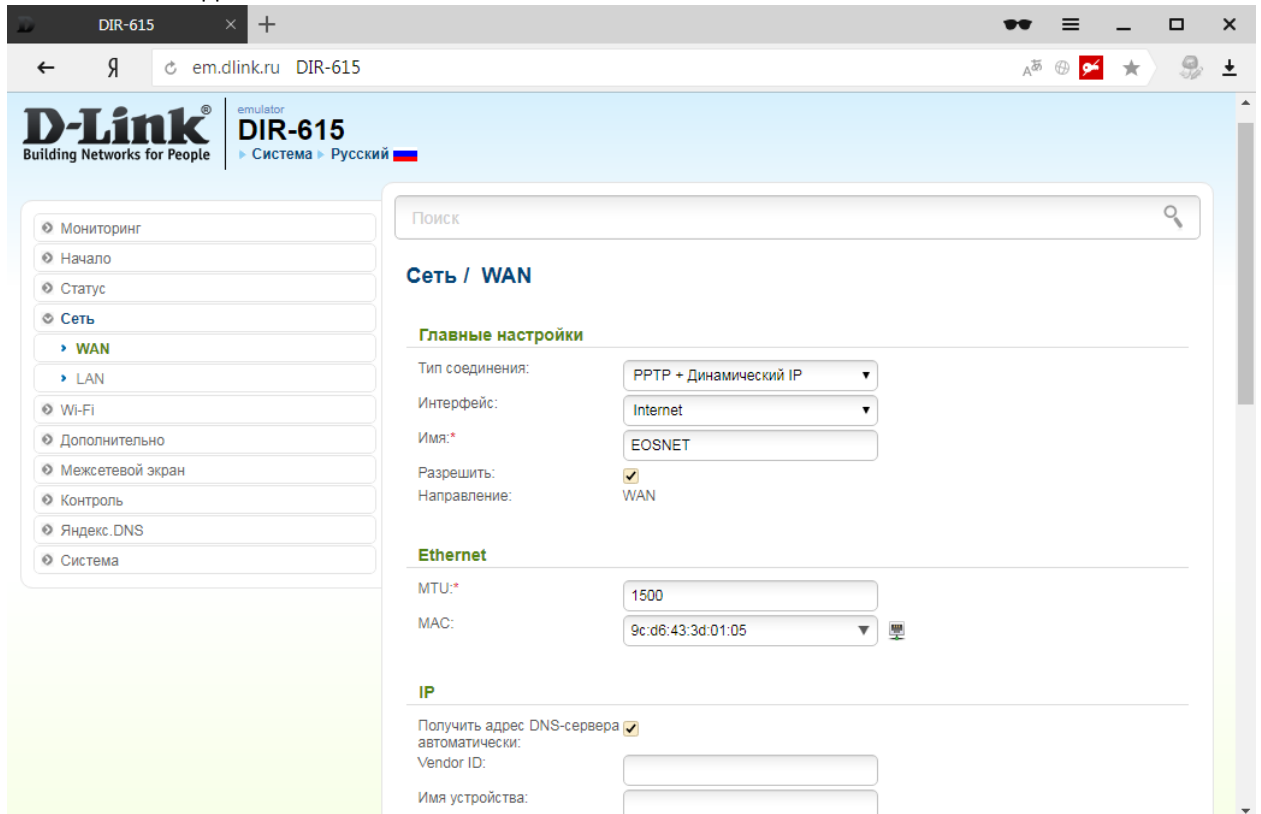 DIR-615
Я em.dlink.ru DIR-615
D-Link®
Building Networks for People
emulator
DIR-615
Система Русский
Поиск
Мониторинг
Начало
Статус
Сеть
WAN
LAN
Wi-Fi
Дополнительно
Межсетевой экран
Контроль
Яндекс.DNS
Система
Сеть / WAN
Главные настройки
Тип соединения: PPTP + Динамический IP
Интерфейс: Internet
Имя:* EOSNET
Разрешить:
Направление: WAN
Ethernet
MTU:* 1500
MAC: 9c:d6:43:3d:01:05
IP
Получить адрес DNS-сервера
автоматически:
Vendor ID:
Имя устройства: